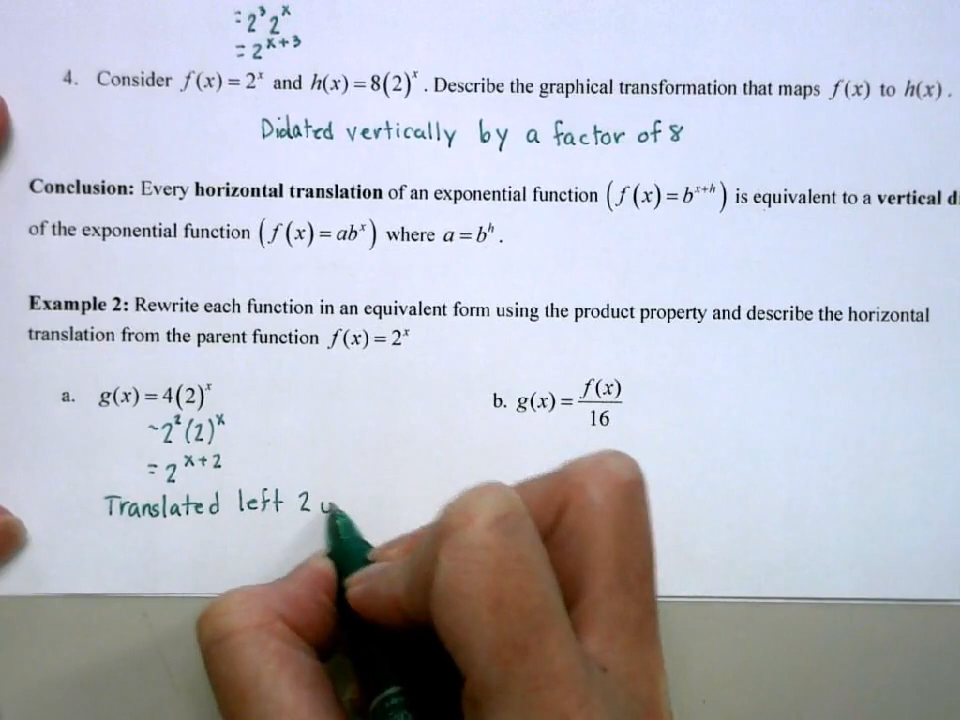 = 2³ 2ˣ
= 2ˣ⁺³
4. Consider f(x) = 2ˣ and h(x) = 8(2)ˣ. Describe the graphical transformation that maps f(x) to h(x).
Didated vertically by a factor of 8
Conclusion: Every horizontal translation of an exponential function (f(x) = bˣ⁺ʰ) is equivalent to a vertical d
of the exponential function (f(x) = abˣ) where a = bʰ.
Example 2: Rewrite each function in an equivalent form using the product property and describe the horizontal
translation from the parent function f(x) = 2ˣ
a. g(x) = 4(2)ˣ
b. g(x) = f(x)/16
~2²(2)ˣ
= 2ˣ⁺²
Translated left 2 u